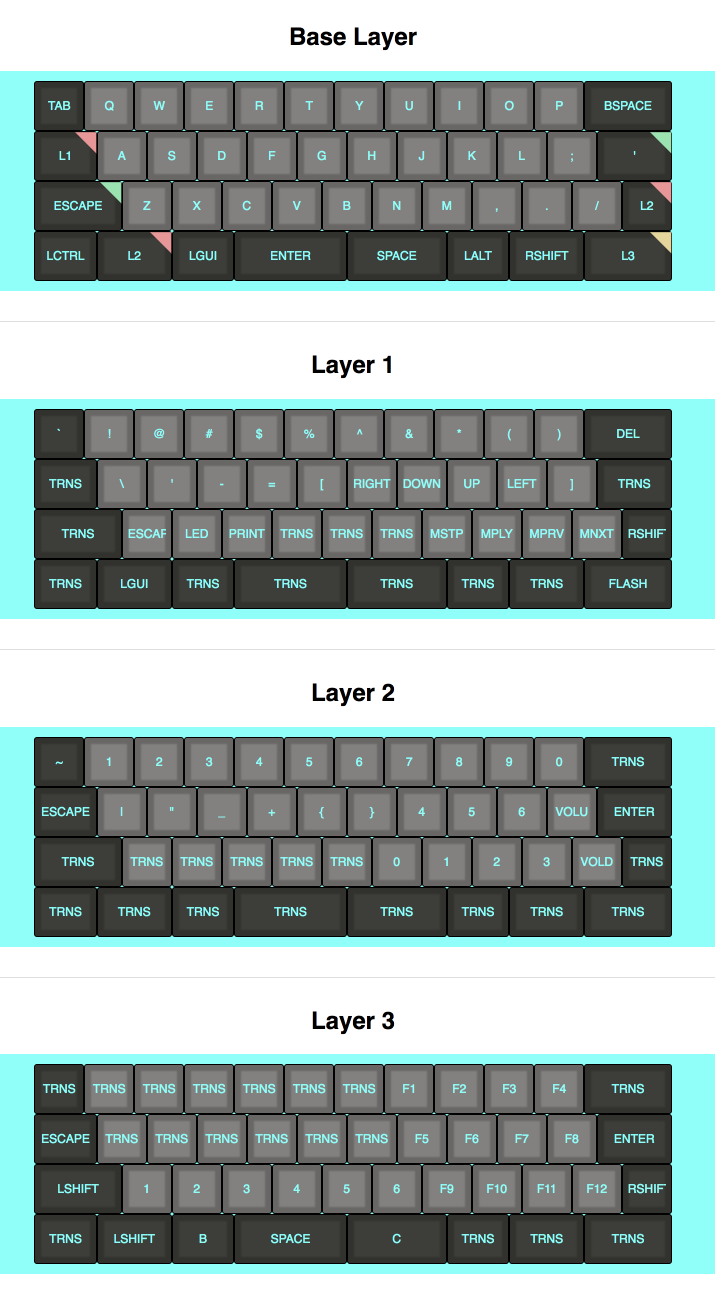 Base Layer
TAB Q W E R T Y U I O P BSPACE
L1 A S D F G H J K L ; '
ESCAPE Z X C V B N M , . / L2
LCTRL L2 LGUI ENTER SPACE LALT RSHIFT L3
Layer 1
` ! @ # $ % ^ & * ( ) DEL
TRNS \ ' - = [ RIGHT DOWN UP LEFT ] TRNS
TRNS ESCAP LED PRINT TRNS TRNS TRNS MSTP MPLY MPRV MNXT RSHIF
TRNS LGUI TRNS TRNS TRNS TRNS TRNS FLASH
Layer 2
~ 1 2 3 4 5 6 7 8 9 0 TRNS
ESCAPE | " _ + { } 4 5 6 VOLU ENTER
TRNS TRNS TRNS TRNS TRNS TRNS 0 1 2 3 VOLD TRNS
TRNS TRNS TRNS TRNS TRNS TRNS TRNS TRNS
Layer 3
TRNS TRNS TRNS TRNS TRNS TRNS TRNS F1 F2 F3 F4 TRNS
ESCAPE TRNS TRNS TRNS TRNS TRNS TRNS F5 F6 F7 F8 ENTER
LSHIFT 1 2 3 4 5 6 F9 F10 F11 F12 RSHIF
TRNS LSHIFT B SPACE C TRNS TRNS TRNS